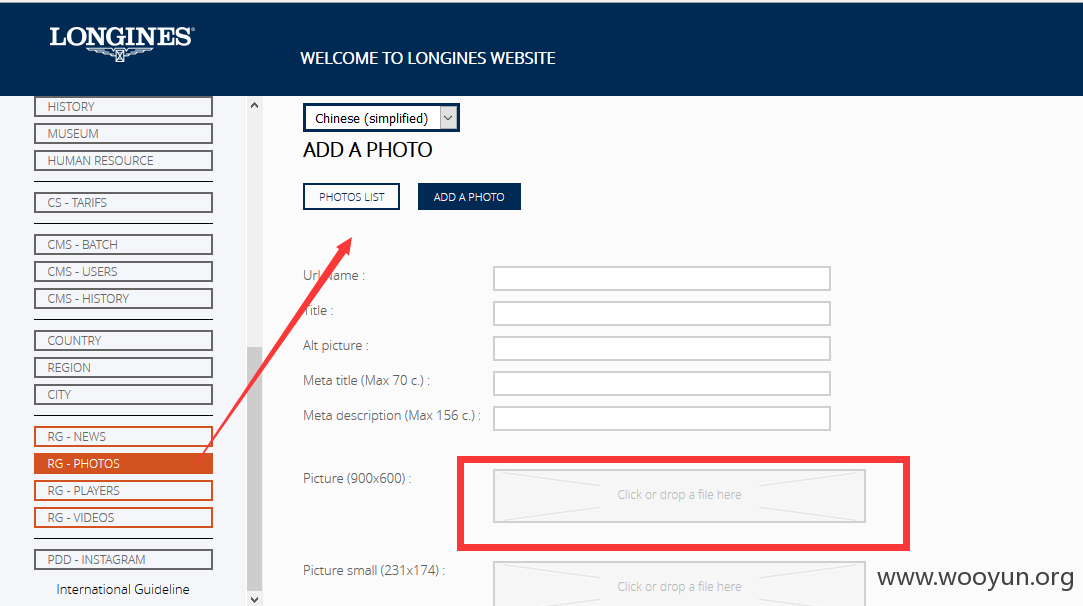 LONGINES
WELCOME TO LONGINES WEBSITE
HISTORY
MUSEUM
HUMAN RESOURCE
CS - TARIFS
CMS - BATCH
CMS - USERS
CMS - HISTORY
COUNTRY
REGION
CITY
RG - NEWS
RG - PHOTOS
RG - PLAYERS
RG - VIDEOS
PDD - INSTAGRAM
International Guideline
Chinese (simplified)
ADD A PHOTO
PHOTOS LIST
ADD A PHOTO
Url Name :
Title :
Alt picture :
Meta title (Max 70 c.) :
Meta description (Max 156 c.) :
Picture (900x600) :
Click or drop a file here
Picture small (231x174) :
Click or drop a file here
www.wooyun.org